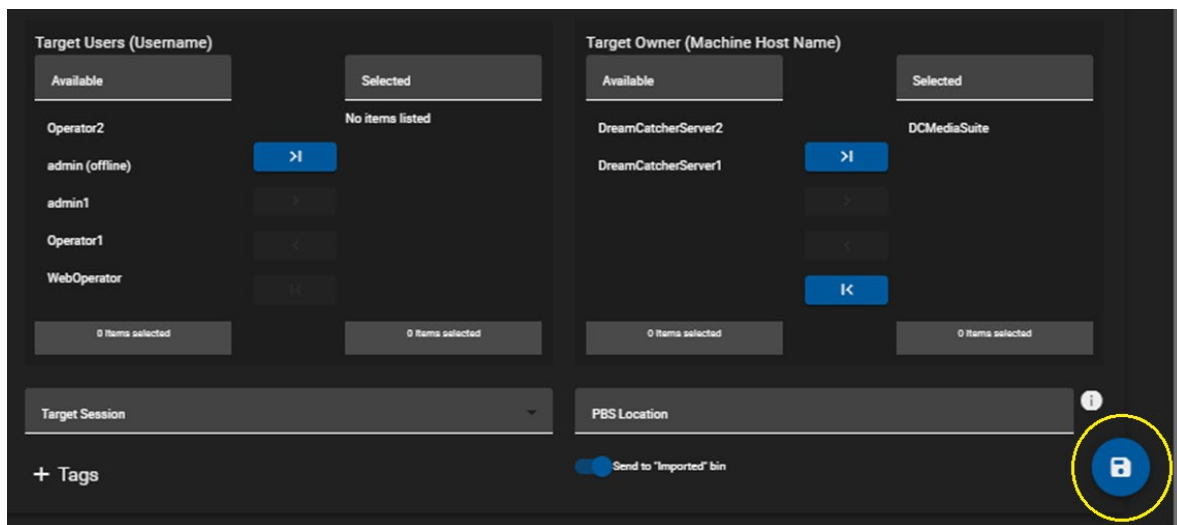 Target Users (Username)
Available
Selected
Operator2
admin (offline)
admin1
Operator1
WebOperator
No items listed
0 Items selected
0 Items selected
Target Owner (Machine Host Name)
Available
Selected
DreamCatcherServer2
DreamCatcherServer1
DCMediaSuite
0 Items selected
0 Items selected
Target Session
PBS Location
+ Tags
Send to "Imported" bin